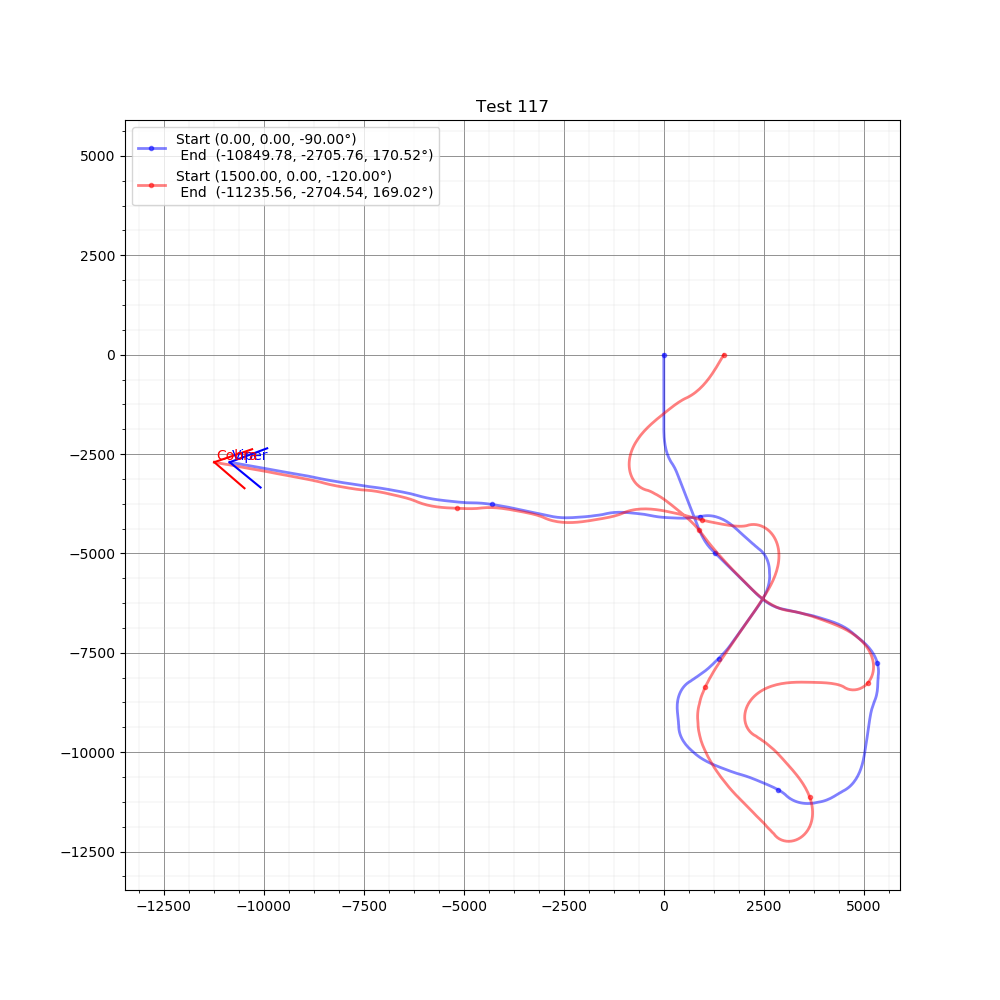 Test 117
Start (0.00, 0.00, -90.00°)
End (-10849.78, -2705.76, 170.52°)
Start (1500.00, 0.00, -120.00°)
End (-11235.56, -2704.54, 169.02°)
5000
2500
0
−2500
−5000
−7500
−10000
−12500
−12500 −10000 −7500 −5000 −2500 0 2500 5000